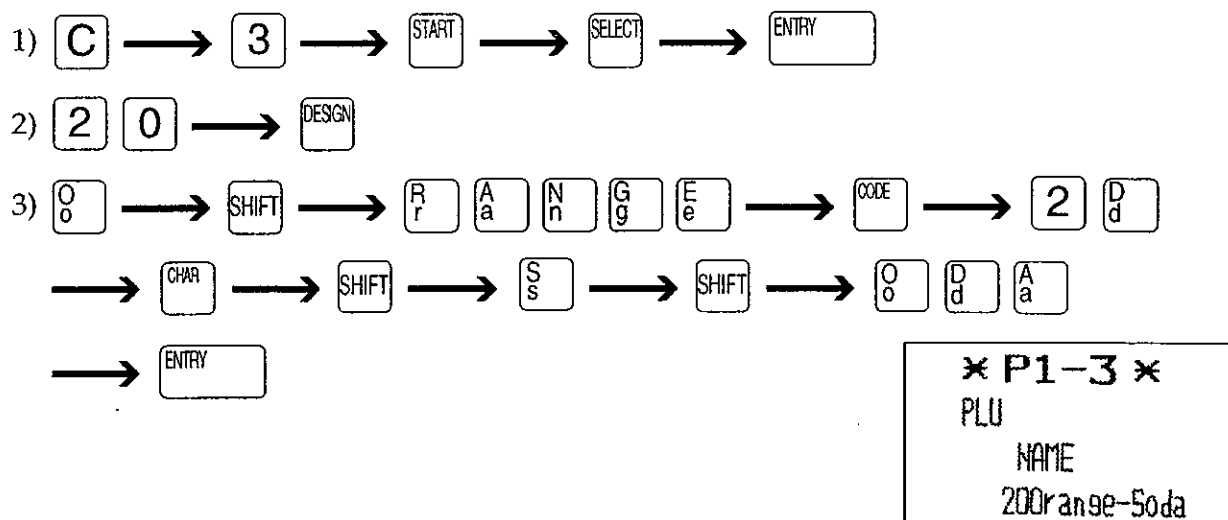 1) C → 3 → START → SELECT → ENTRY
2) 2 0 → DESIGN
3) O o → SHIFT → R r A a N n G g E e → CODE → 2 D d
→ CHAR → SHIFT → S s → SHIFT → O o D d A a
→ ENTRY
* P1-3 *
PLU
NAME
20Orange-Soda